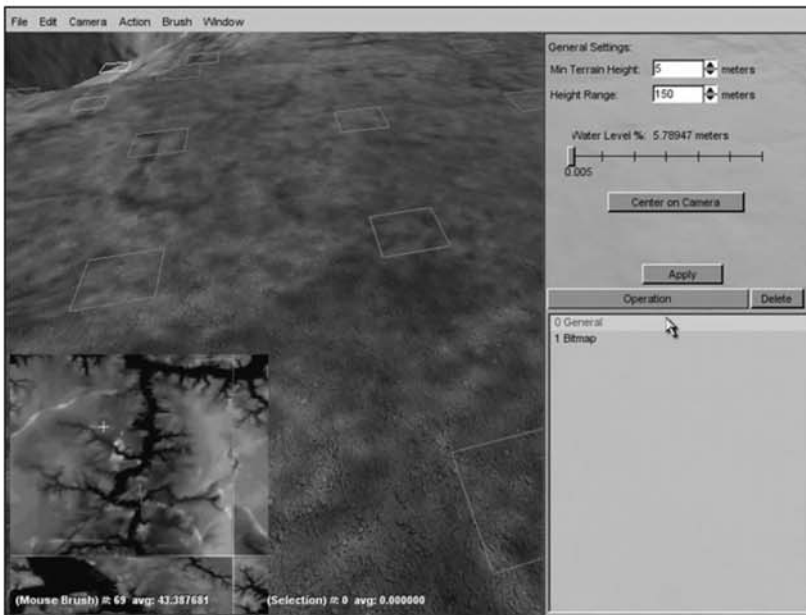 File Edit Camera Action Brush Window
General Settings:
Min Terrain Height: 5 meters
Height Range: 150 meters
Water Level %: 5.78947 meters
0.005
Center on Camera
Apply
Operation Delete
0 General
1 Bitmap
(Mouse Brush) #: 69 avg: 43.387681 (Selection) #: 0 avg: 0.000000